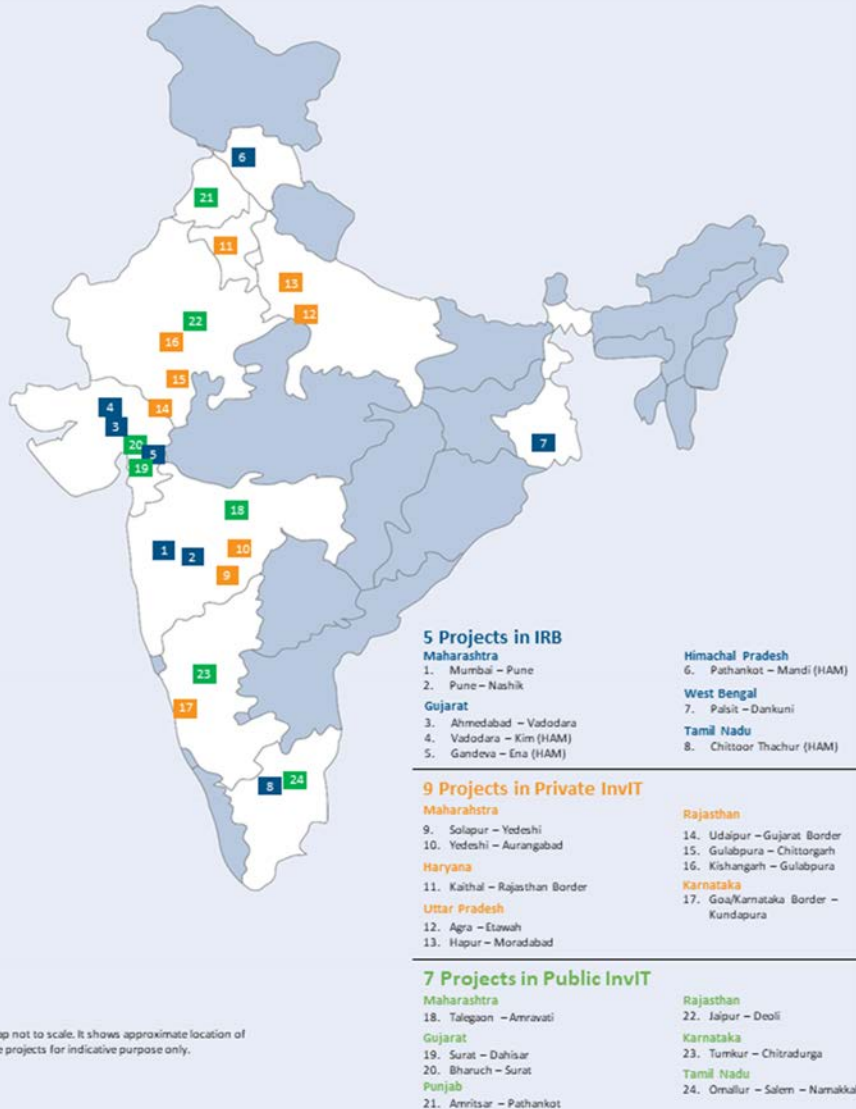 6
21
11
13
12
22
16
15
14
4
3
20
5
19
7
18
1
2
10
9
23
17
8
24
5 Projects in IRB
Maharashtra
1. Mumbai – Pune
2. Pune – Nashik
Gujarat
3. Ahmedabad – Vadodara
4. Vadodara – Kim (HAM)
5. Gandeva – Ena (HAM)
Himachal Pradesh
6. Pathankot – Mandi (HAM)
West Bengal
7. Palsit – Dankuni
Tamil Nadu
8. Chittoor Thachur (HAM)
9 Projects in Private InvIT
Maharahstra
9. Solapur – Yedeshi
10. Yedeshi – Aurangabad
Haryana
11. Kaithal – Rajasthan Border
Uttar Pradesh
12. Agra – Etawah
13. Hapur – Moradabad
Rajasthan
14. Udaipur – Gujarat Border
15. Gulabpura – Chittorgarh
16. Kishangarh – Gulabpura
Karnataka
17. Goa/Karnataka Border –
Kundapura
7 Projects in Public InvIT
Maharashtra
18. Talegaon – Amravati
Gujarat
19. Surat – Dahisar
20. Bharuch – Surat
Punjab
21. Amritsar – Pathankot
Rajasthan
22. Jaipur – Deoli
Karnataka
23. Tumkur – Chitradurga
Tamil Nadu
24. Omallur – Salem – Namakkal
ap not to scale. It shows approximate location of
e projects for indicative purpose only.